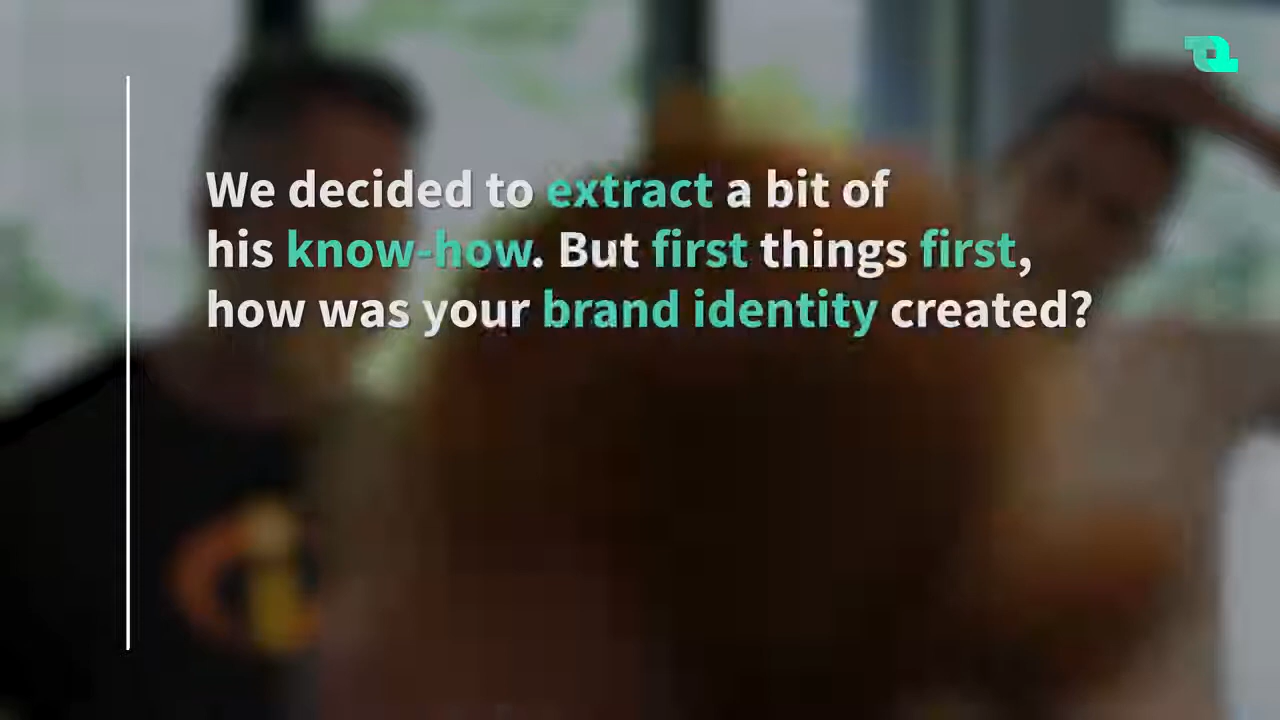 We decided to extract a bit of
his know-how. But first things first,
how was your brand identity created?